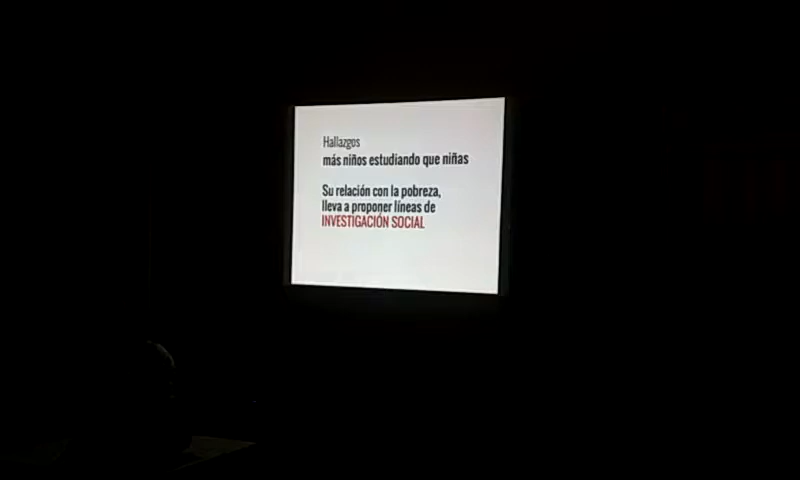 Hallazgos
más niños estudiando que niñas
Su relación con la pobreza,
lleva a proponer líneas de
INVESTIGACIÓN SOCIAL